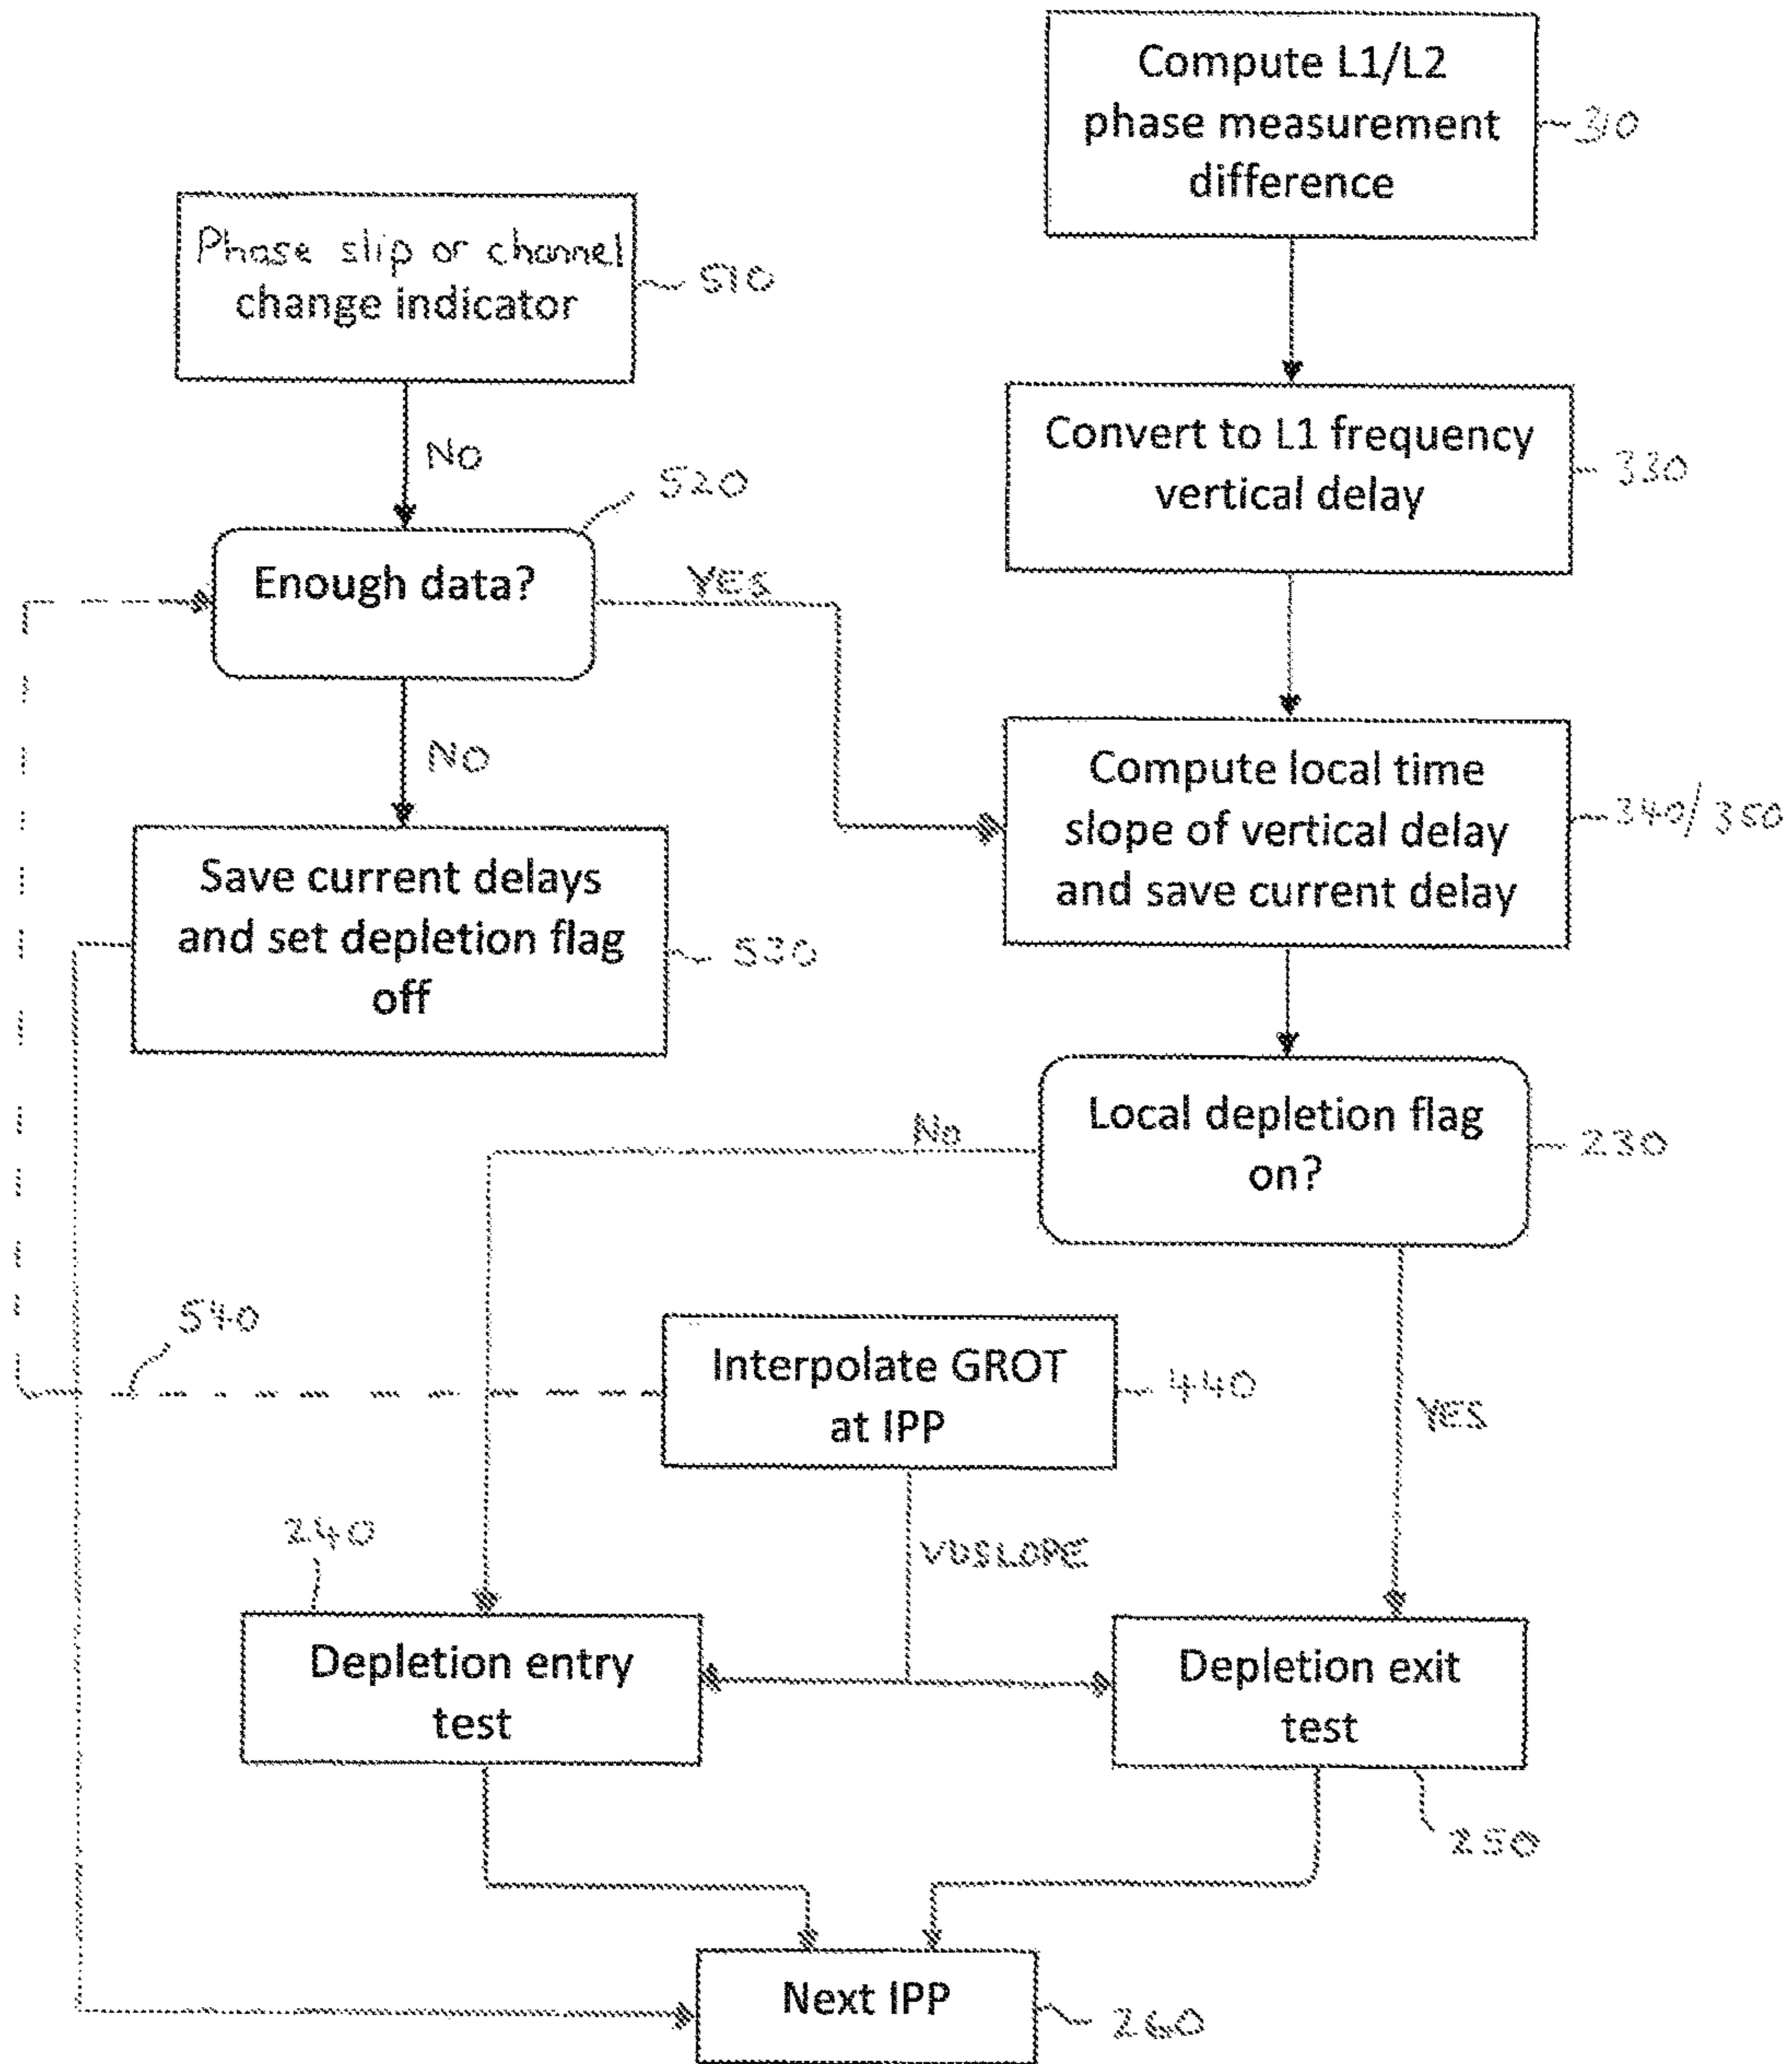 Compute L1/L2
phase measurement
difference
310
Phase slip or channel
change indicator
510
Convert to L1 frequency
vertical delay
330
No
520
Enough data?
YES
No
Compute local time
slope of vertical delay
and save current delay
340/350
Save current delays
and set depletion flag
off
530
Local depletion flag
on?
230
No
YES
540
Interpolate GROT
at IPP
440
VDSLOPE
240
Depletion entry
test
Depletion exit
test
250
Next IPP
260